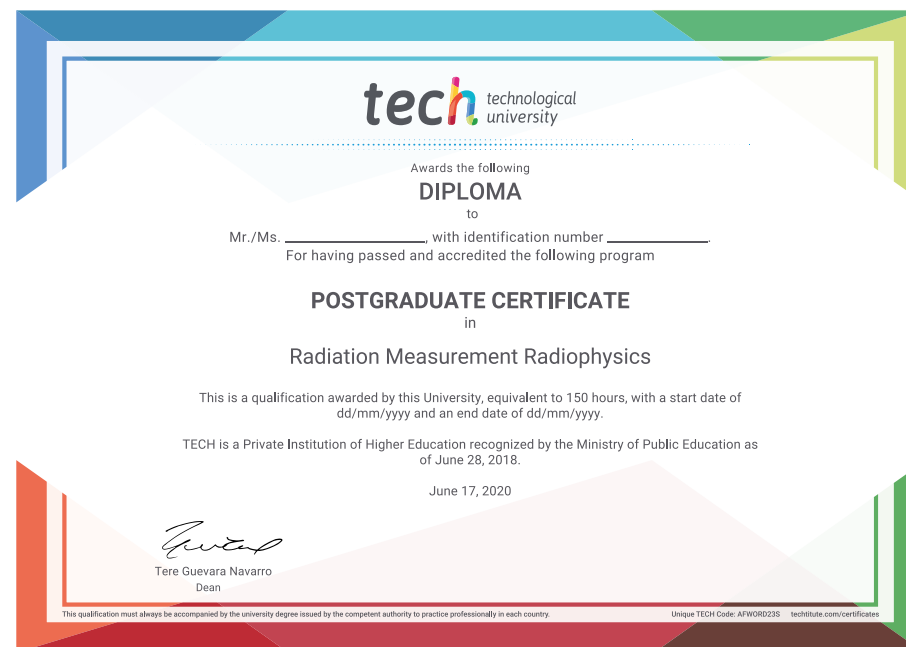 tech technological
university
Awards the following
DIPLOMA
to
Mr./Ms. ____________________, with identification number ______________.
For having passed and accredited the following program
POSTGRADUATE CERTIFICATE
in
Radiation Measurement Radiophysics
This is a qualification awarded by this University, equivalent to 150 hours, with a start date of
dd/mm/yyyy and an end date of dd/mm/yyyy.
TECH is a Private Institution of Higher Education recognized by the Ministry of Public Education as
of June 28, 2018.
June 17, 2020
Tere Guevara Navarro
Dean
This qualification must always be accompanied by the university degree issued by the competent authority to practice professionally in each country.
Unique TECH Code: AFWORD23S techtitute.com/certificates